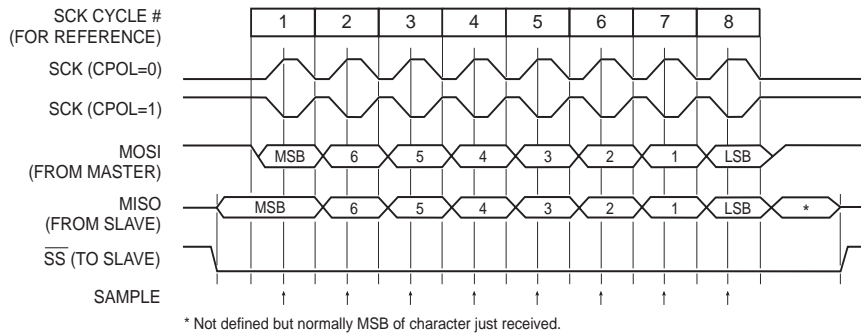 SCK CYCLE #
(FOR REFERENCE)
1 2 3 4 5 6 7 8
SCK (CPOL=0)
SCK (CPOL=1)
MOSI
(FROM MASTER)
MSB 6 5 4 3 2 1 LSB
MISO
(FROM SLAVE)
MSB 6 5 4 3 2 1 LSB *
SS (TO SLAVE)
SAMPLE
* Not defined but normally MSB of character just received.